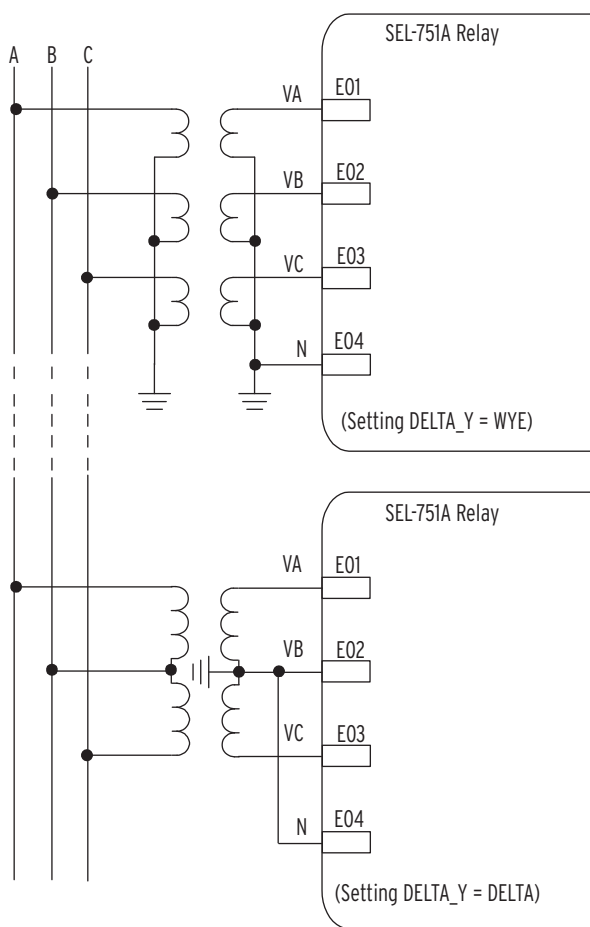 SEL-751A Relay
A B C
VA E01
VB E02
VC E03
N E04
(Setting DELTA_Y = WYE)
SEL-751A Relay
VA E01
VB E02
VC E03
N E04
(Setting DELTA_Y = DELTA)